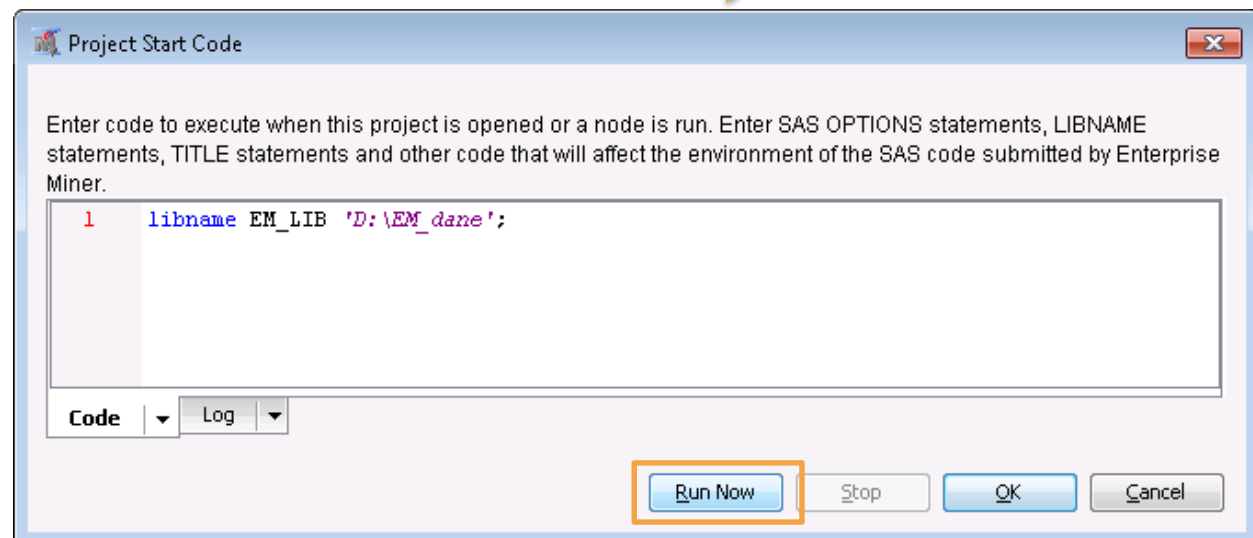 Project Start Code
Enter code to execute when this project is opened or a node is run. Enter SAS OPTIONS statements, LIBNAME
statements, TITLE statements and other code that will affect the environment of the SAS code submitted by Enterprise
Miner.
1 libname EM_LIB 'D:\EM_dane';
Code Log
Run Now Stop OK Cancel